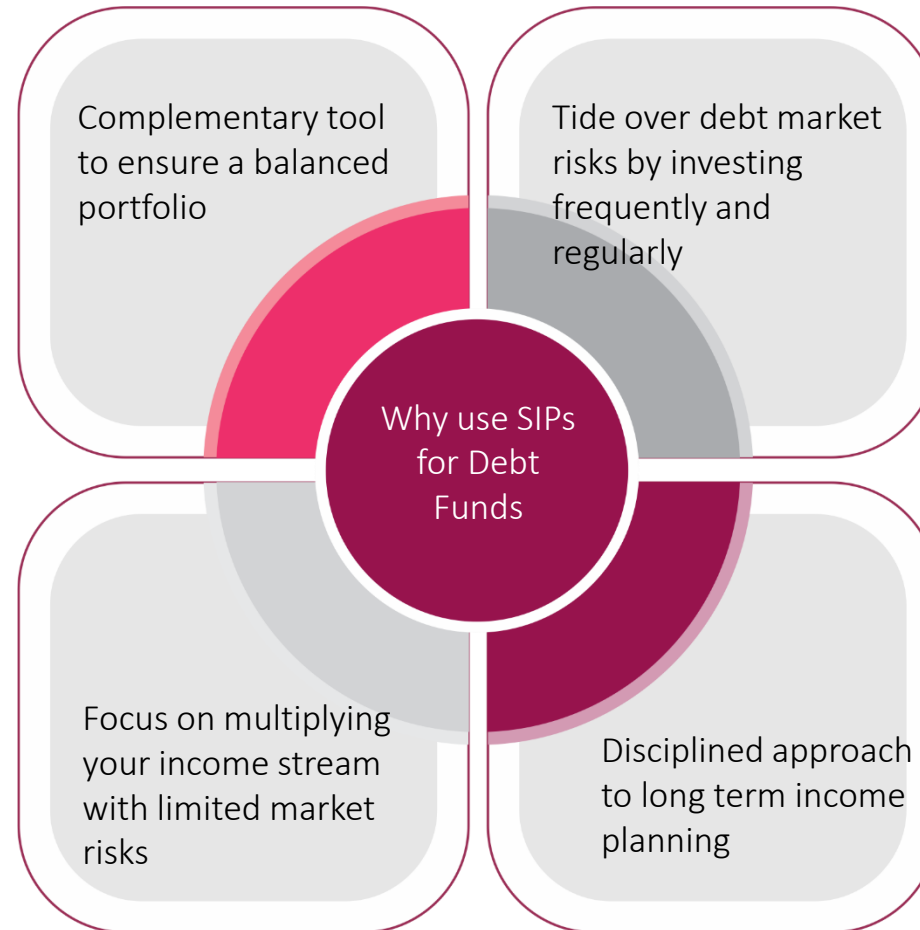 Complementary tool
to ensure a balanced
portfolio
Tide over debt market
risks by investing
frequently and
regularly
Why use SIPs
for Debt
Funds
Focus on multiplying
your income stream
with limited market
risks
Disciplined approach
to long term income
planning